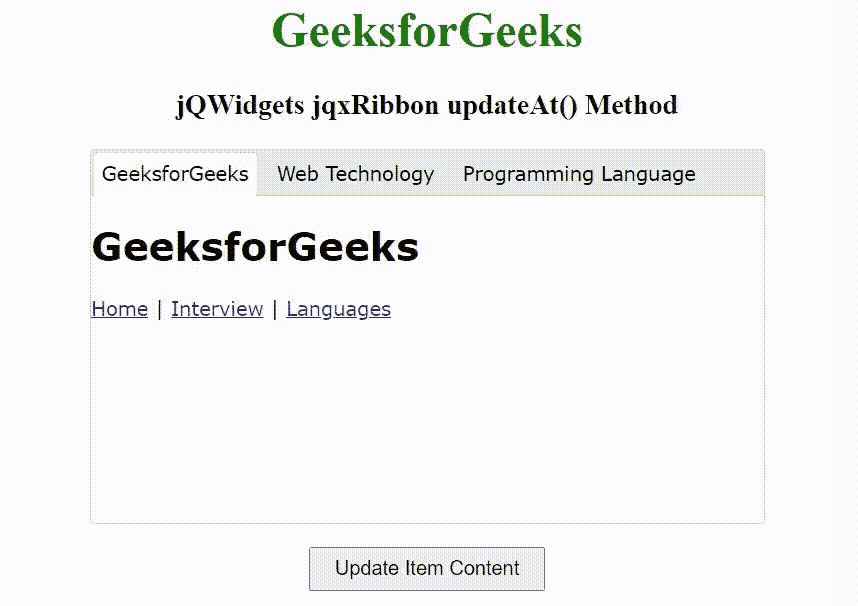 GeeksforGeeks
jQWidgets jqxRibbon updateAt() Method
GeeksforGeeks Web Technology Programming Language
GeeksforGeeks
Home | Interview | Languages
Update Item Content